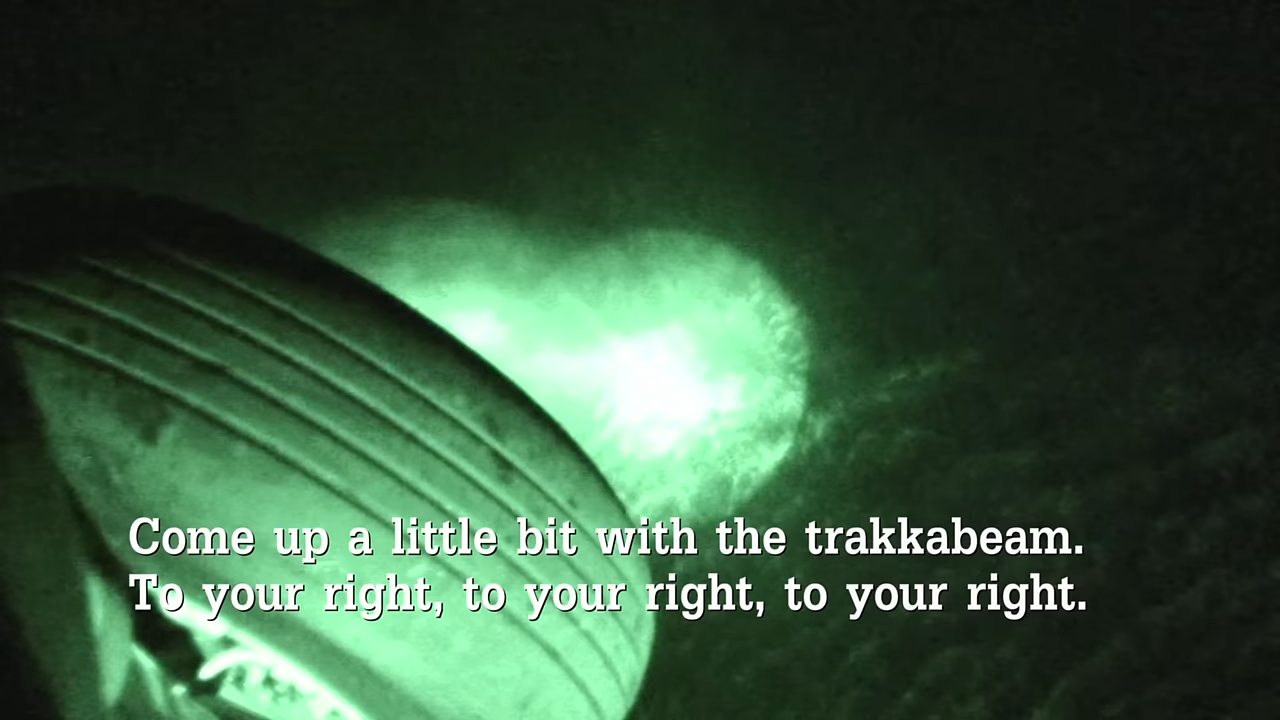 Come up a little bit with the trakkabeam.
To your right, to your right, to your right.